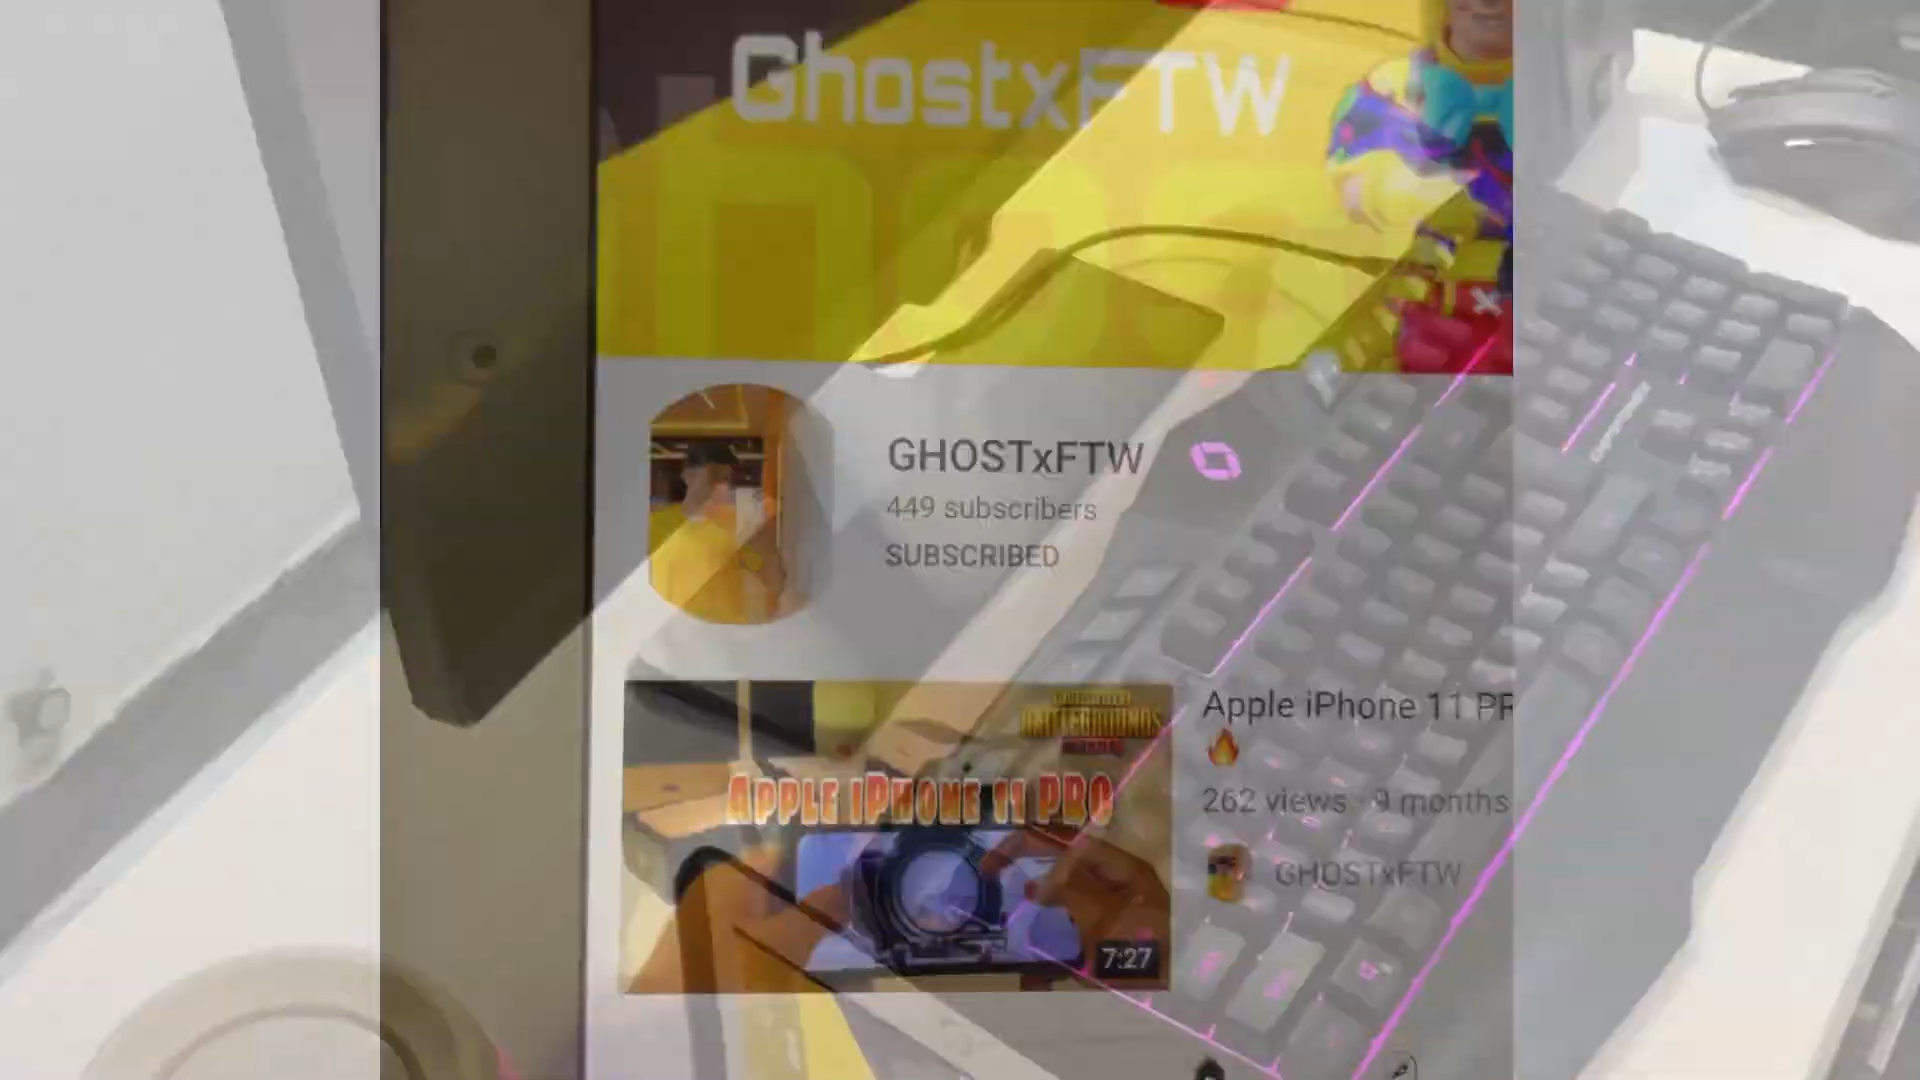 GhostxFTW
GHOSTxFTW
449 subscribers
SUBSCRIBED
BATTLEGROUNDS
APPLE IPHONE 11 PRO
7:27
Apple iPhone 11 PR
🔥
262 views · 9 months
GHOSTxFTW